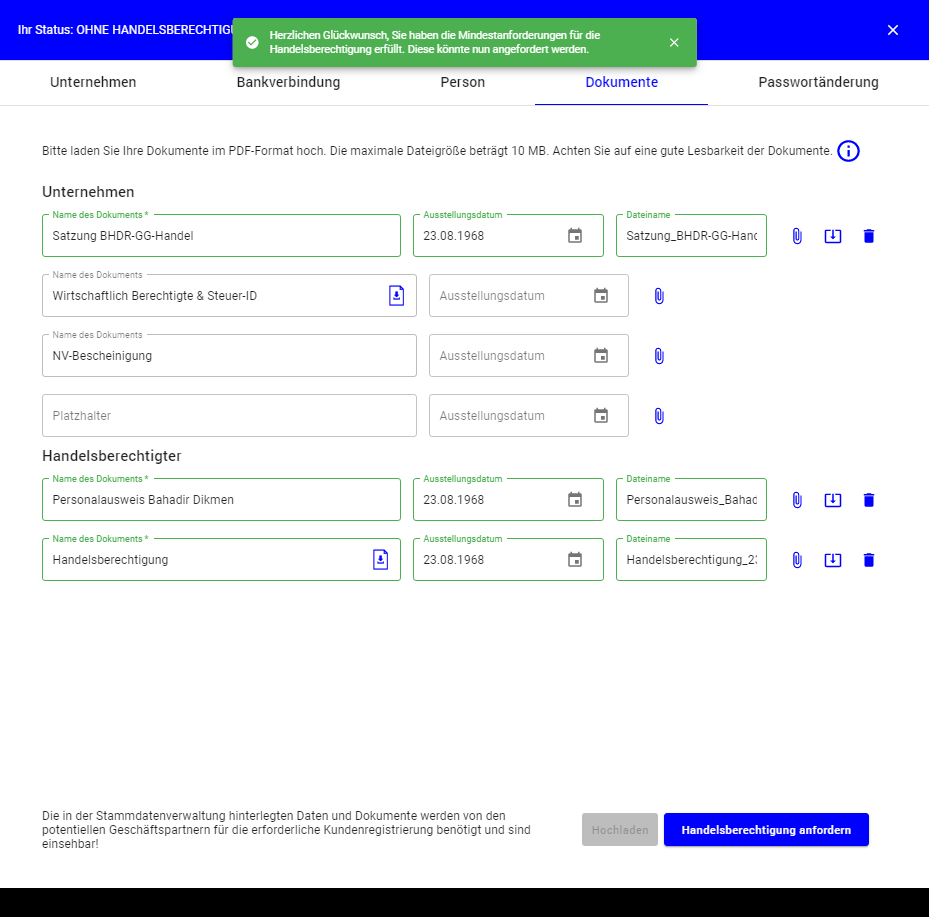 Ihr Status: OHNE HANDELSBERECHTIGU
Herzlichen Glückwunsch, Sie haben die Mindestanforderungen für die
Handelsberechtigung erfüllt. Diese könnte nun angefordert werden.
Unternehmen Bankverbindung Person Dokumente Passwortänderung
Bitte laden Sie Ihre Dokumente im PDF-Format hoch. Die maximale Dateigröße beträgt 10 MB. Achten Sie auf eine gute Lesbarkeit der Dokumente.
Unternehmen
Name des Dokuments * Ausstellungsdatum Dateiname
Satzung BHDR-GG-Handel 23.08.1968 Satzung_BHDR-GG-Hand
Name des Dokuments
Wirtschaftlich Berechtigte & Steuer-ID Ausstellungsdatum
Name des Dokuments
NV-Bescheinigung Ausstellungsdatum
Platzhalter Ausstellungsdatum
Handelsberechtigter
Name des Dokuments * Ausstellungsdatum Dateiname
Personalausweis Bahadir Dikmen 23.08.1968 Personalausweis_Bahad
Name des Dokuments * Ausstellungsdatum Dateiname
Handelsberechtigung 23.08.1968 Handelsberechtigung_23
Die in der Stammdatenverwaltung hinterlegten Daten und Dokumente werden von den
potentiellen Geschäftspartnern für die erforderliche Kundenregistrierung benötigt und sind
einsehbar!
Hochladen Handelsberechtigung anfordern